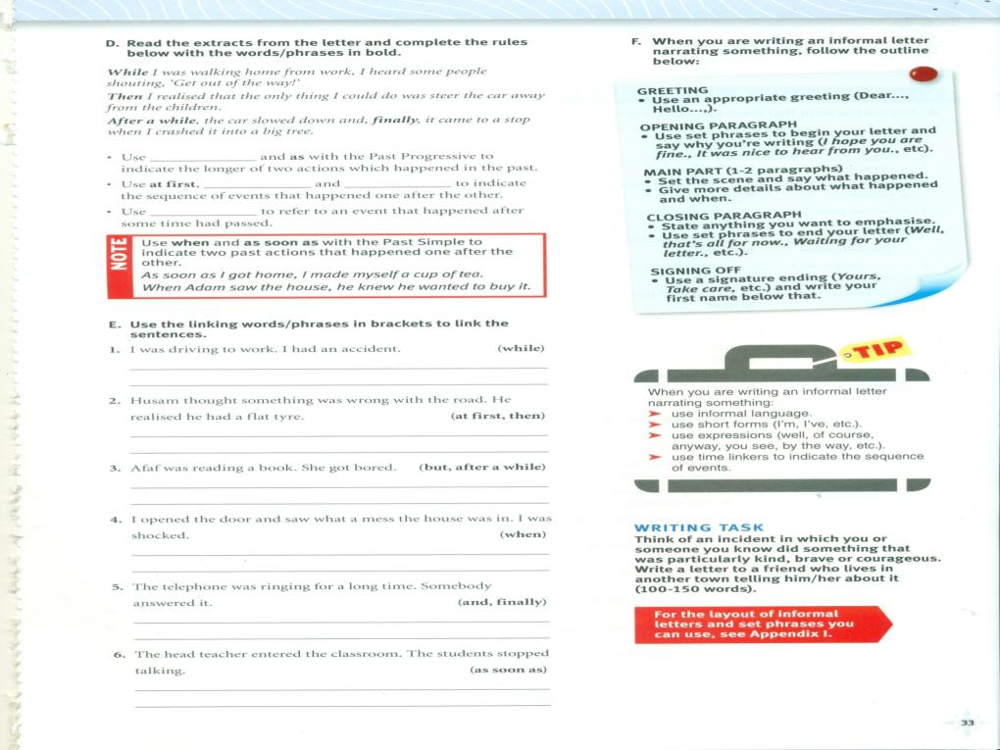 D. Read the extracts from the letter and complete the rules
below with the words/phrases in bold.
While I was walking home from work, I heard some people
shouting, 'Get out of the way!'
Then I realised that the only thing I could do was steer the car away
from the children.
After a while, the car slowed down and, finally, it came to a stop
when I crashed it into a big tree.
• Use ________________ and as with the Past Progressive to
indicate the longer of two actions which happened in the past.
• Use at first, ________________ and ________________ to indicate
the sequence of events that happened one after the other.
• Use ________________ to refer to an event that happened after
some time had passed.
NOTE
Use when and as soon as with the Past Simple to
indicate two past actions that happened one after the
other.
As soon as I got home, I made myself a cup of tea.
When Adam saw the house, he knew he wanted to buy it.
E. Use the linking words/phrases in brackets to link the
sentences.
1. I was driving to work. I had an accident. (while)
2. Husam thought something was wrong with the road. He
realised he had a flat tyre. (at first, then)
3. Afaf was reading a book. She got bored. (but, after a while)
4. I opened the door and saw what a mess the house was in. I was
shocked. (when)
5. The telephone was ringing for a long time. Somebody
answered it. (and, finally)
6. The head teacher entered the classroom. The students stopped
talking. (as soon as)
F. When you are writing an informal letter
narrating something, follow the outline
below:
GREETING
• Use an appropriate greeting (Dear...,
Hello...,).
OPENING PARAGRAPH
• Use set phrases to begin your letter and
say why you're writing (I hope you are
fine., It was nice to hear from you., etc).
MAIN PART (1-2 paragraphs)
• Set the scene and say what happened.
• Give more details about what happened
and when.
CLOSING PARAGRAPH
• State anything you want to emphasise.
• Use set phrases to end your letter (Well,
that's all for now., Waiting for your
letter., etc.).
SIGNING OFF
• Use a signature ending (Yours,
Take care, etc.) and write your
first name below that.
TIP
When you are writing an informal letter
narrating something:
➤ use informal language.
➤ use short forms (I'm, I've, etc.).
➤ use expressions (well, of course,
anyway, you see, by the way, etc.).
➤ use time linkers to indicate the sequence
of events.
WRITING TASK
Think of an incident in which you or
someone you know did something that
was particularly kind, brave or courageous.
Write a letter to a friend who lives in
another town telling him/her about it
(100-150 words).
For the layout of informal
letters and set phrases you
can use, see Appendix I.
33